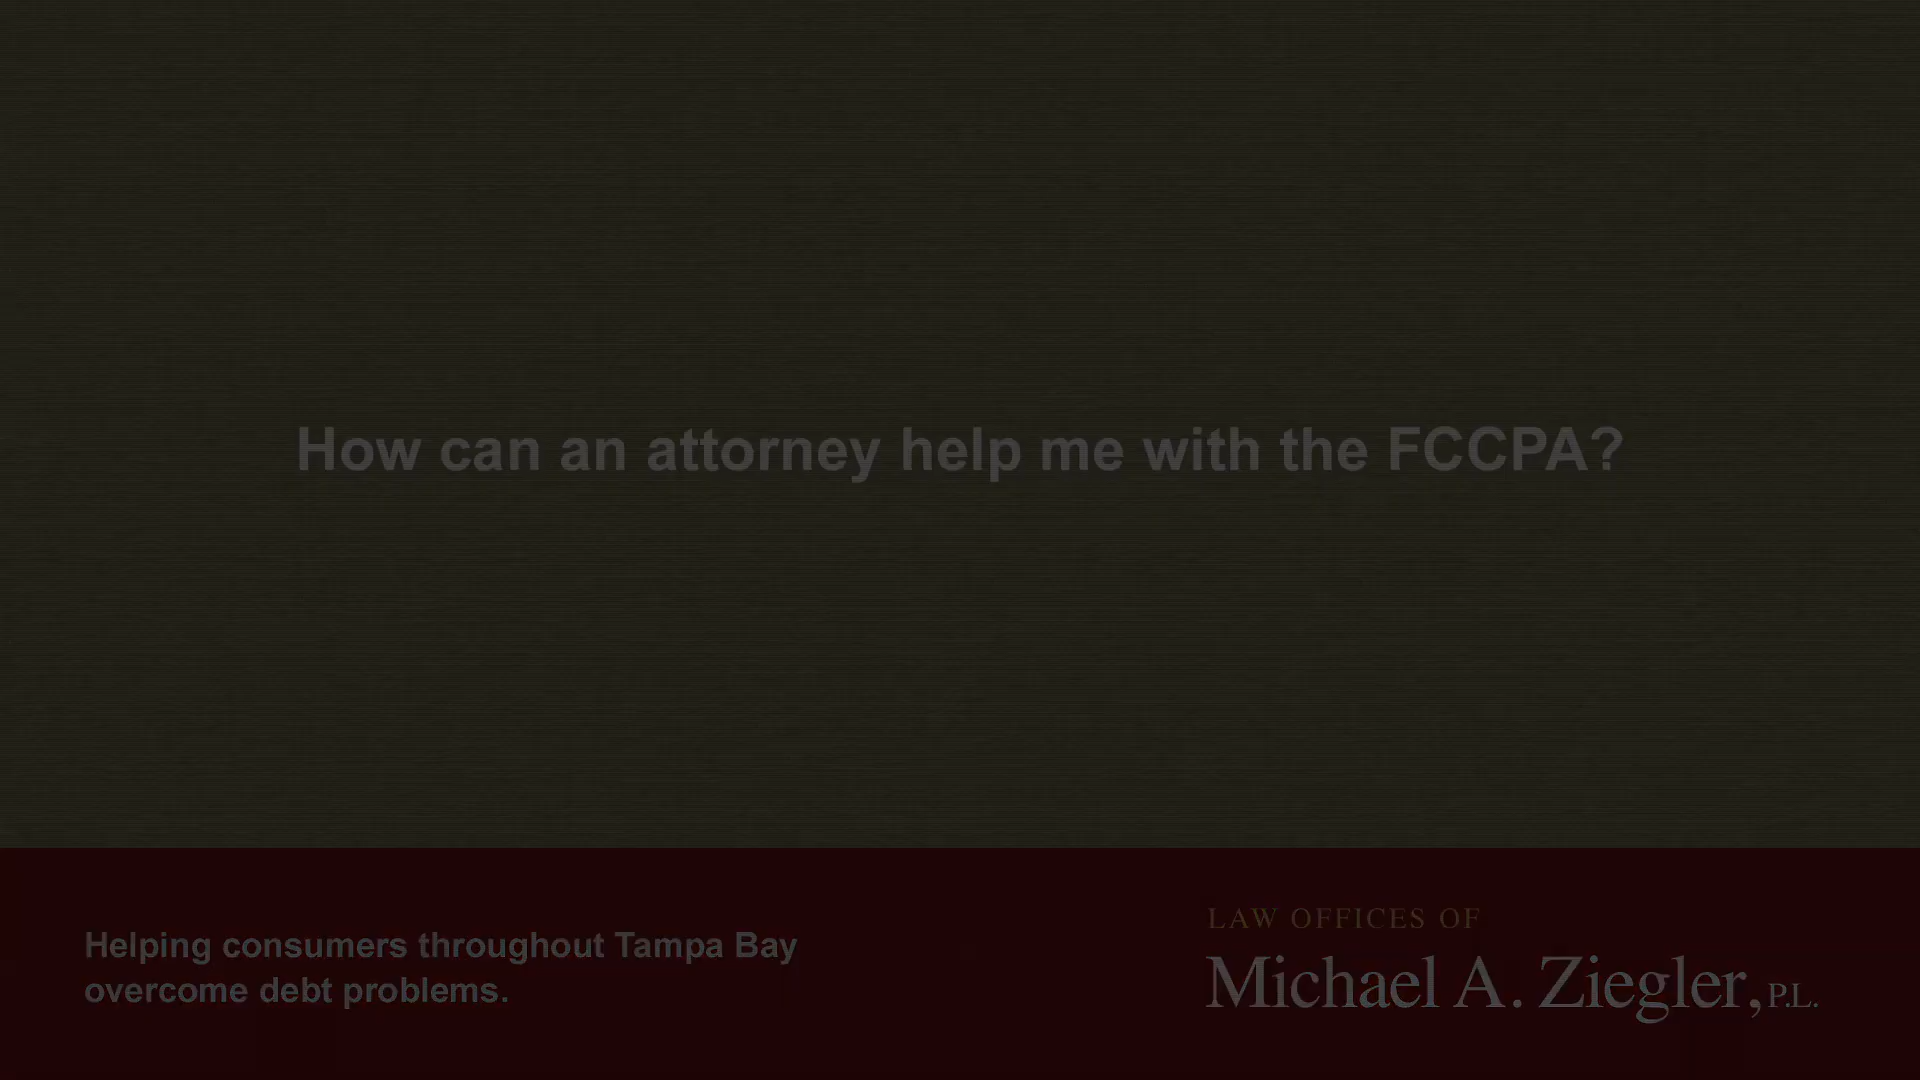 How can an attorney help me with the FCCPA?
Helping consumers throughout Tampa Bay
overcome debt problems.
LAW OFFICES OF
Michael A. Ziegler, P.L.